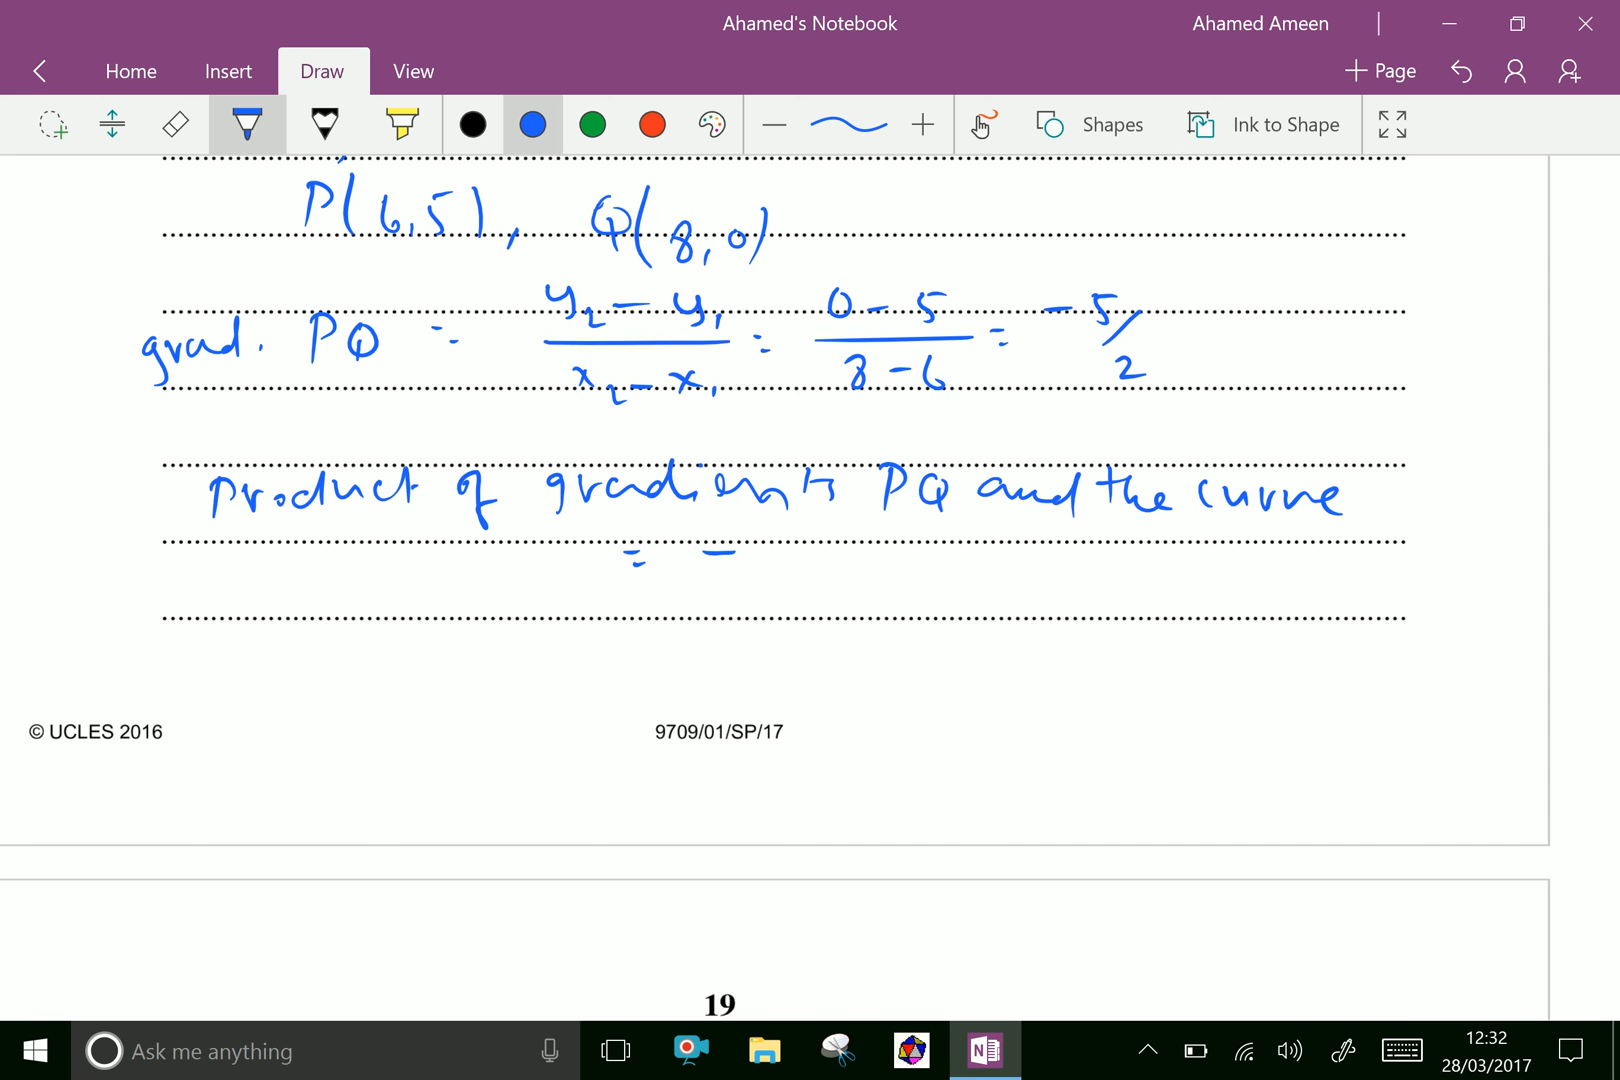 Ahamed's Notebook Ahamed Ameen
Home Insert Draw View Page
Shapes Ink to Shape
P(6,5), Q(8,0)
grad. PQ = y₂ - y₁ / x₂ - x₁ = 0 - 5 / 8 - 6 = - 5/2
product of gradients PQ and the curve
= -
© UCLES 2016 9709/01/SP/17
19
Ask me anything
N
12:32
28/03/2017